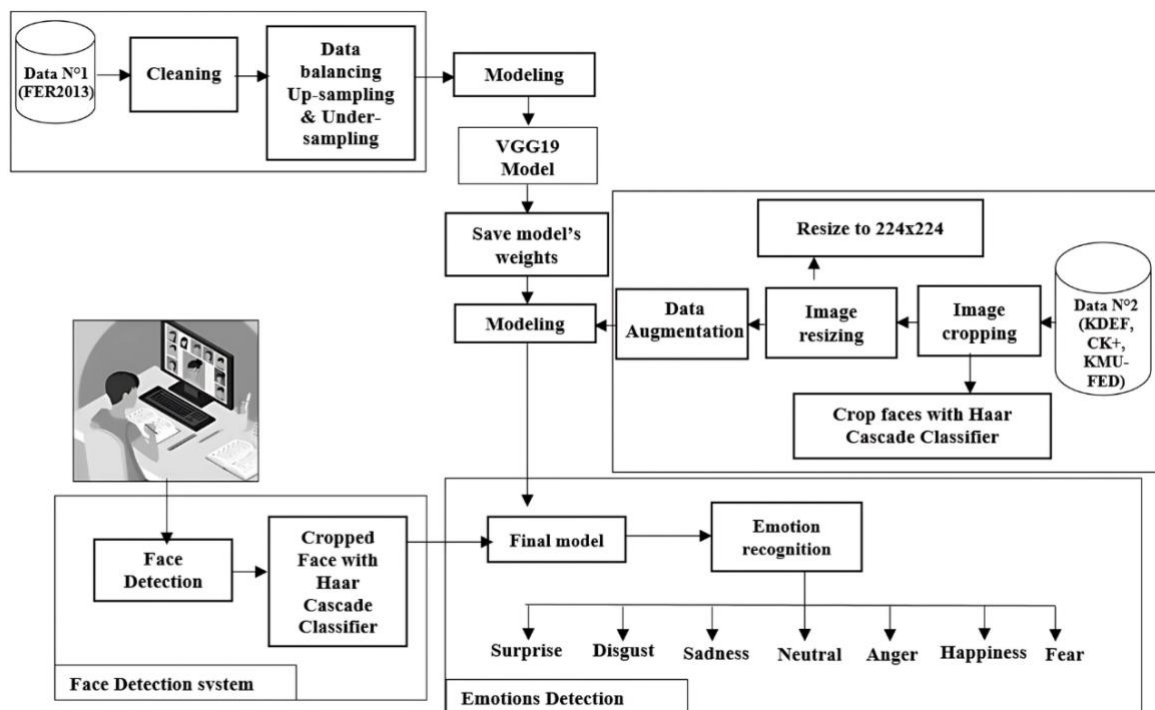 Data N°1
(FER2013)
Cleaning
Data
balancing
Up-sampling
& Under-
sampling
Modeling
VGG19
Model
Save model's
weights
Modeling
Resize to 224x224
Data
Augmentation
Image
resizing
Image
cropping
Data N°2
(KDEF,
CK+,
KMU-
FED)
Crop faces with Haar
Cascade Classifier
Face
Detection
Cropped
Face with
Haar
Cascade
Classifier
Face Detection system
Final model
Emotion
recognition
Surprise
Disgust
Sadness
Neutral
Anger
Happiness
Fear
Emotions Detection